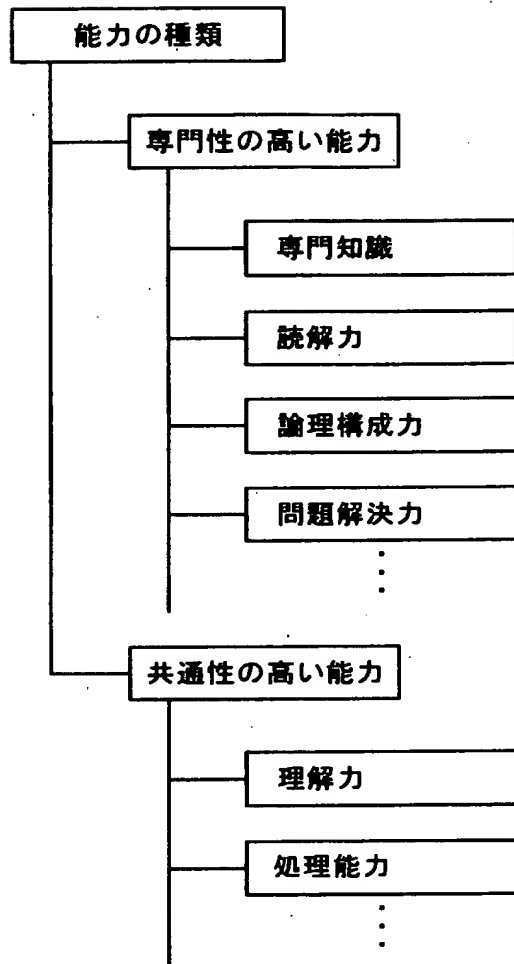 能力の種類
専門性の高い能力
専門知識
読解力
論理構成力
問題解決力
共通性の高い能力
理解力
処理能力